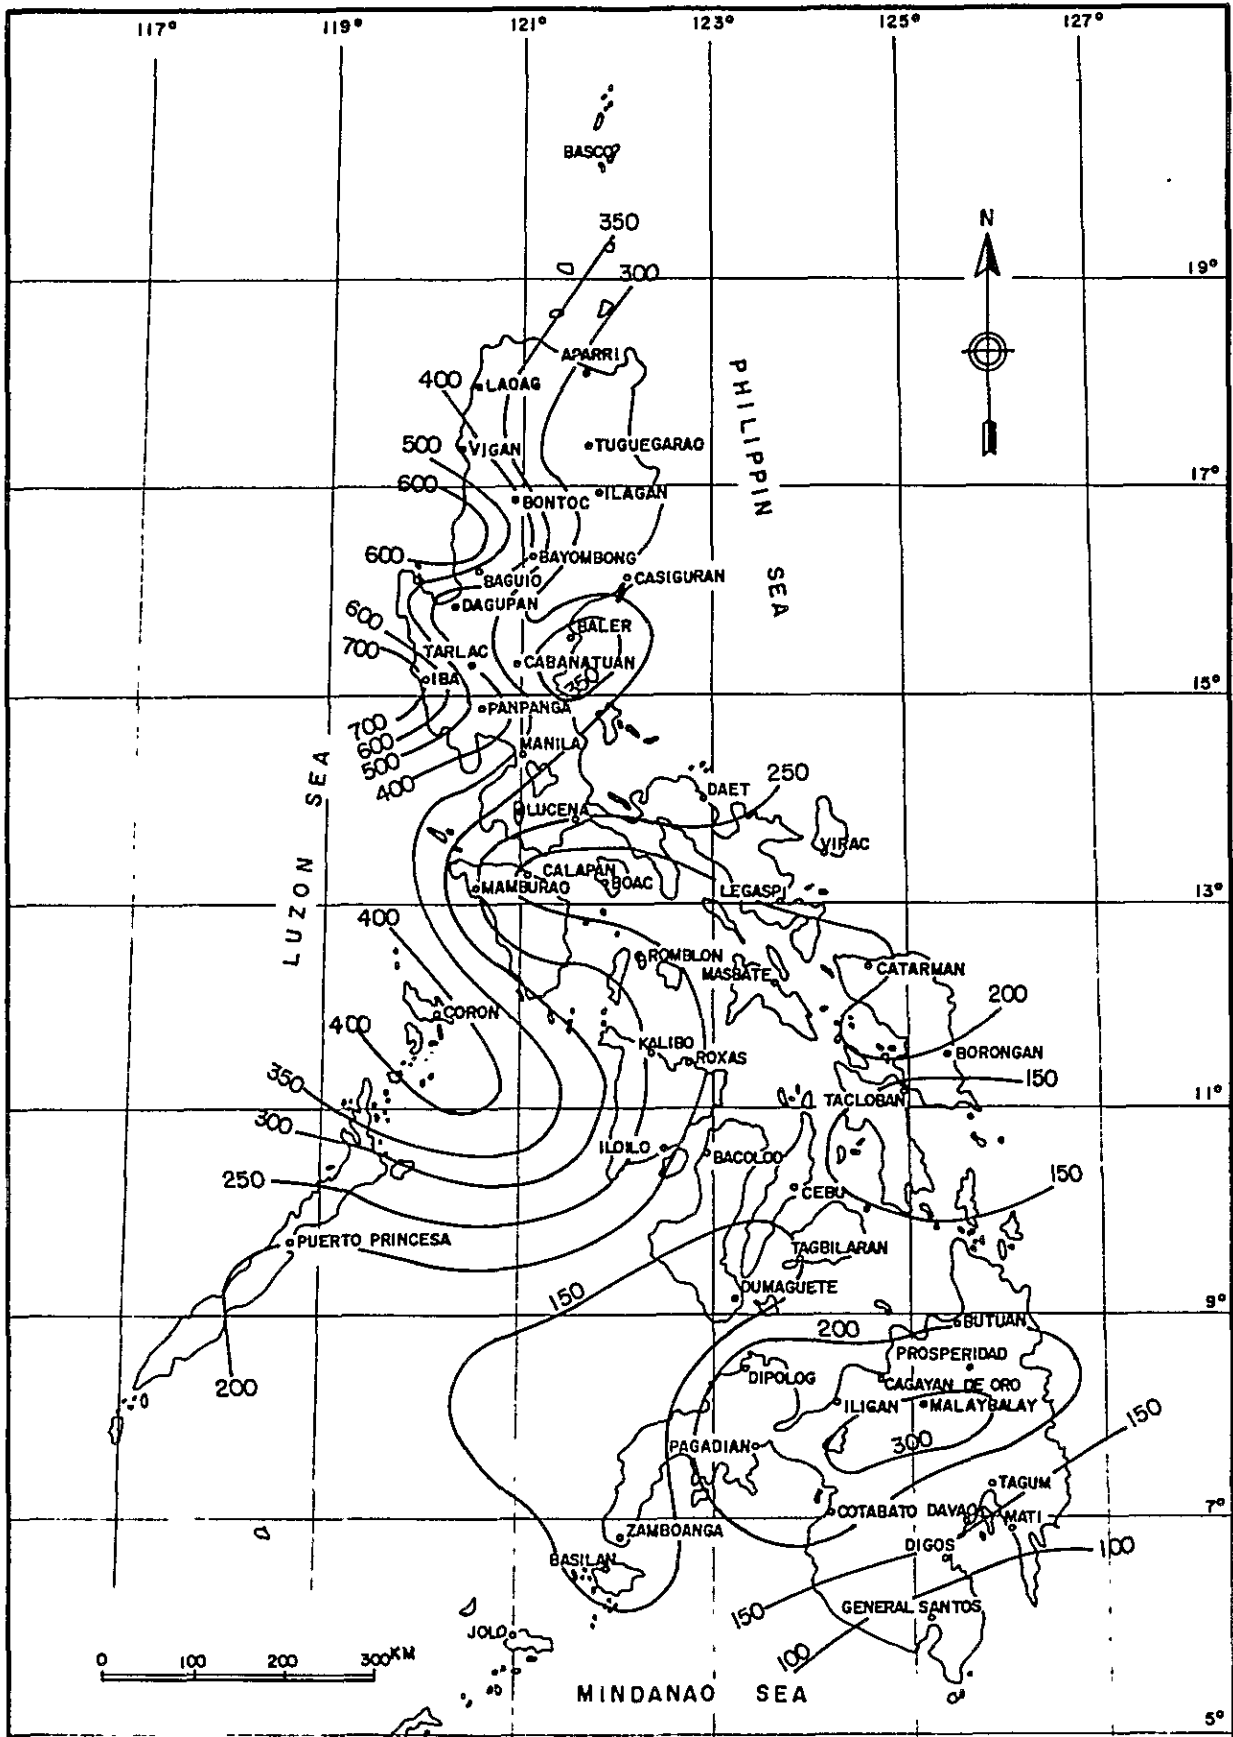 117° 119° 121° 123° 125° 127°
BASCO
350
N
300
19°
APARRI
400
LAOAG
PHILIPPIN SEA
500
VIGAN
TUGUEGARAO
600
17°
BONTOC
ILAGAN
600
BAYOMBONG
BAGUIO
CASIGURAN
DAGUPAN
600
BALER
TARLAC
700
CABANATUAN
IBA
350
15°
PANPANGA
700
600
MANILA
500
400
LUZON SEA
DAET
250
LUCENA
VIRAC
CALAPAN
BOAC
MAMBURAO
LEGASPI
13°
400
ROMBLON
CATARMAN
MASBATE
200
CORON
400
KALIBO
ROXAS
BORONGAN
350
150
TACLOBAN
11°
300
ILOILO
BACOLOD
250
CEBU
150
PUERTO PRINCESA
TAGBILARAN
DUMAGUETE
150
9°
200
BUTUAN
PROSPERIDAD
DIPOLOG
CAGAYAN DE ORO
200
ILIGAN
MALAYBALAY
150
PAGADIAN
300
TAGUM
COTABATO
DAVAO
MATI
7°
ZAMBOANGA
DIGOS
BASILAN
100
150
GENERAL SANTOS
JOLO
100
0 100 200 300KM
MINDANAO SEA
5°